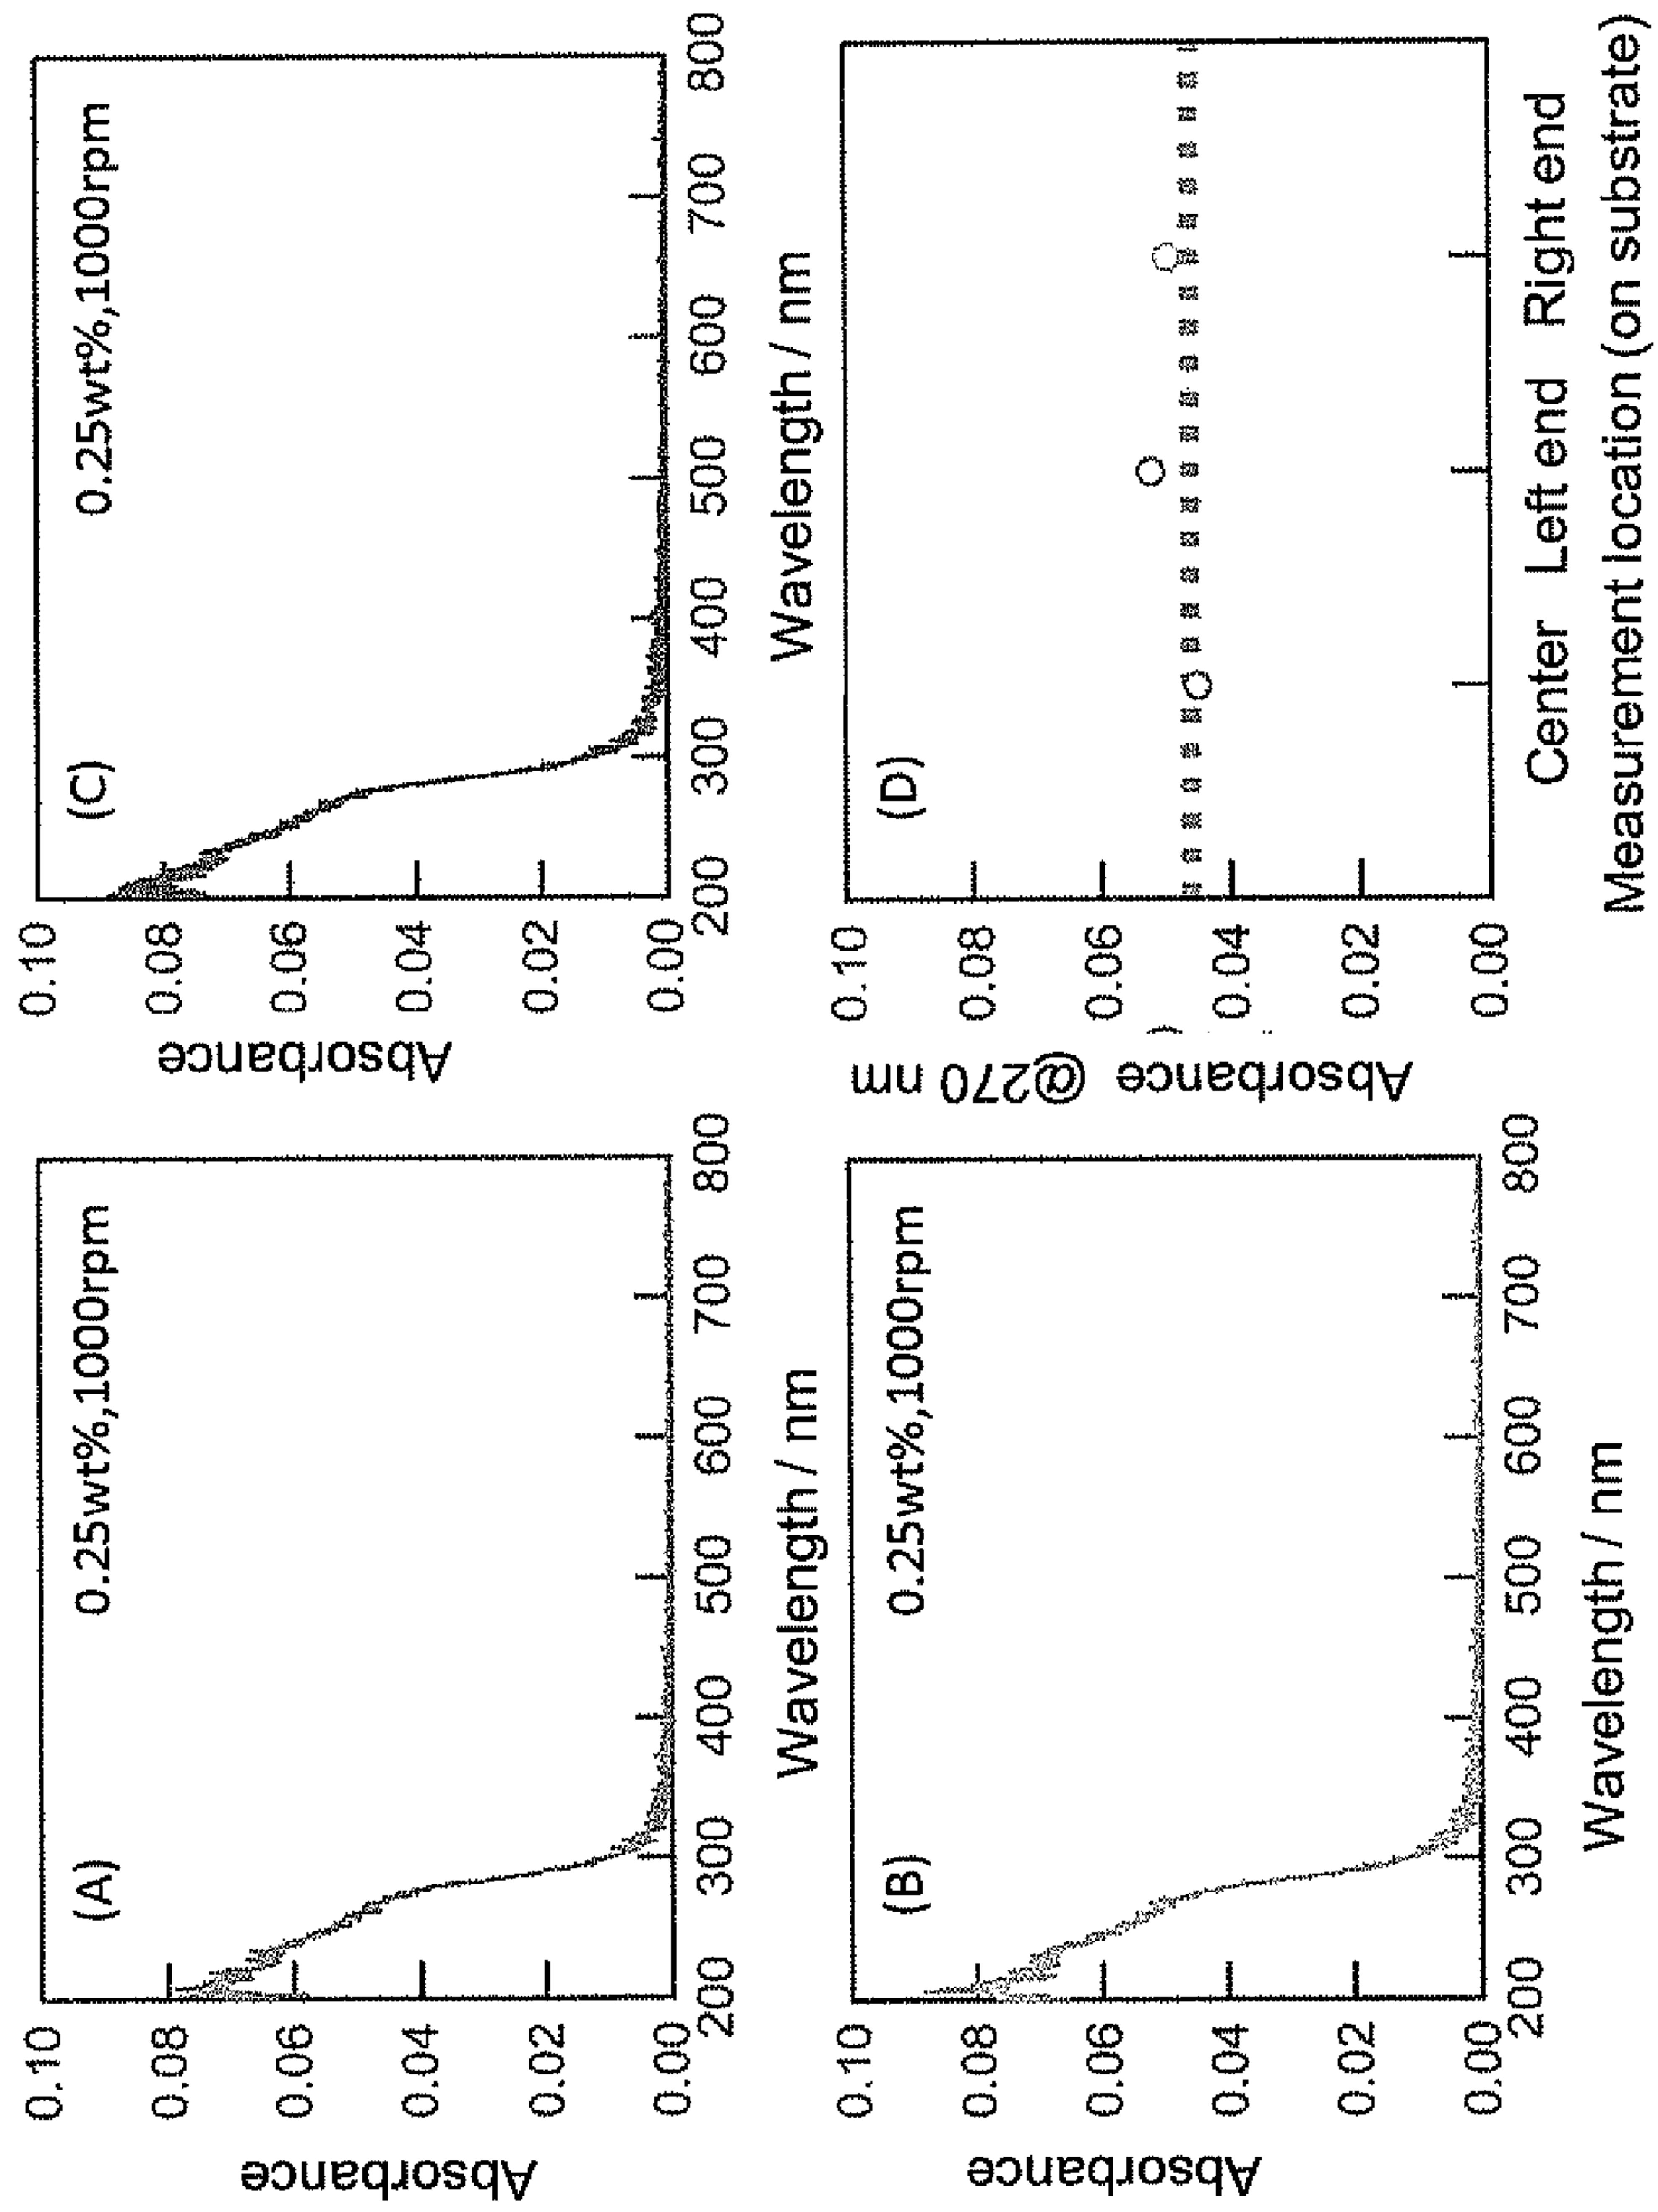 (A)
0.25wt%,1000rpm
Absorbance
0.10
0.08
0.06
0.04
0.02
0.00
200 300 400 500 600 700 800
Wavelength / nm
(C)
0.25wt%,1000rpm
Absorbance
0.10
0.08
0.06
0.04
0.02
0.00
200 300 400 500 600 700 800
Wavelength / nm
(B)
0.25wt%,1000rpm
Absorbance
0.10
0.08
0.06
0.04
0.02
0.00
200 300 400 500 600 700 800
Wavelength / nm
(D)
Absorbance @270 nm
0.10
0.08
0.06
0.04
0.02
0.00
Center Left end Right end
Measurement location (on substrate)